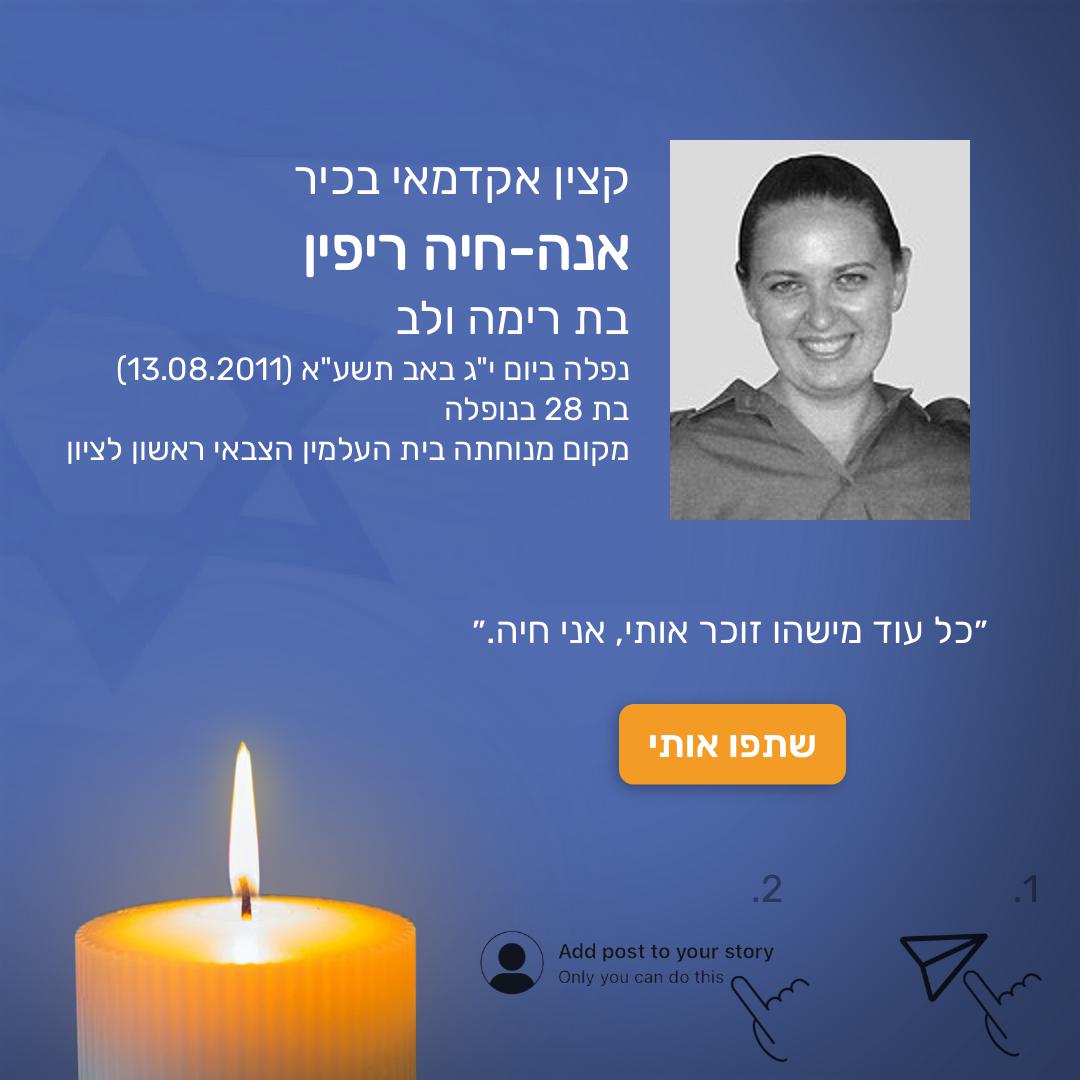 קצין אקדמאי בכיר
אנה-חיה ריפין
בת רימה ולב
נפלה ביום י"ג באב תשע"א (13.08.2011)
בת 28 בנופלה
מקום מנוחתה בית העלמין הצבאי ראשון לציון
״כל עוד מישהו זוכר אותי, אני חיה.״
שתפו אותי
1.
2.
Add post to your story
Only you can do this